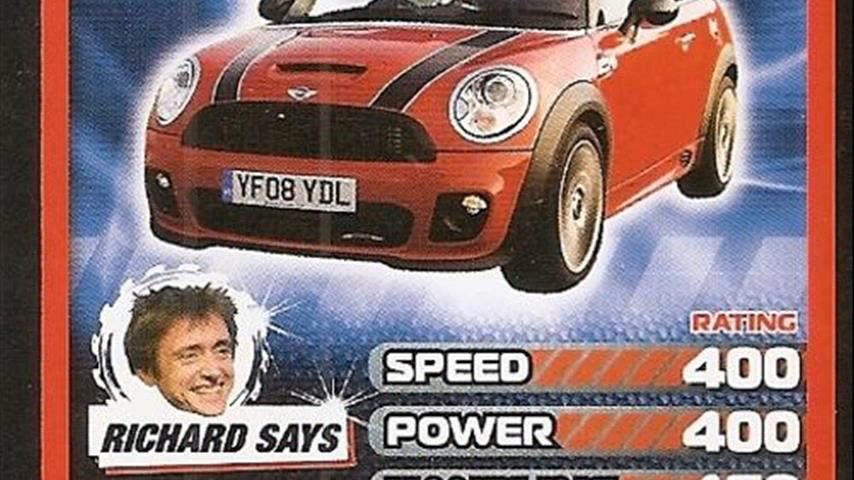 YF08 YDL
RATING
SPEED 400
POWER 400
RICHARD SAYS